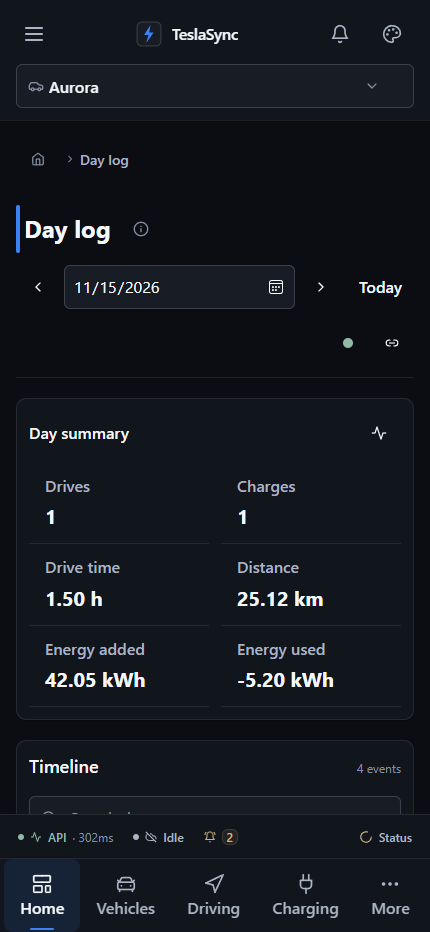 TeslaSync
Aurora
Day log
Day log
11/15/2026
Today
Day summary
Drives
Charges
1
1
Drive time
Distance
1.50 h
25.12 km
Energy added
Energy used
42.05 kWh
-5.20 kWh
Timeline
4 events
API · 302ms
Idle
2
Status
Home
Vehicles
Driving
Charging
More